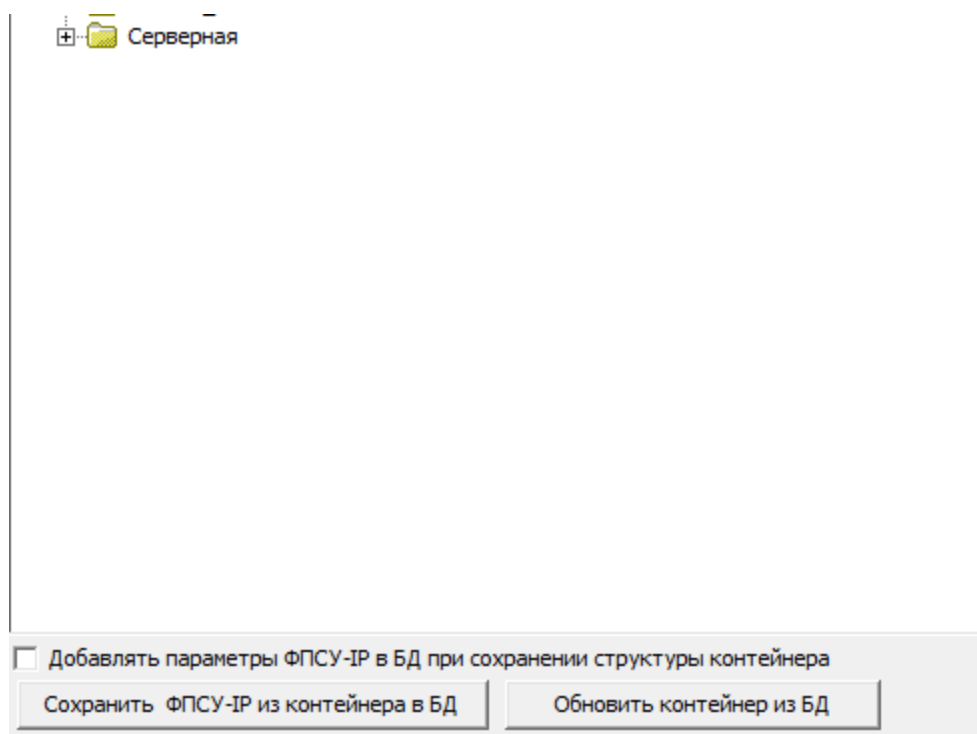 Серверная
Добавлять параметры ФПСУ-IP в БД при сохранении структуры контейнера
Сохранить ФПСУ-IP из контейнера в БД
Обновить контейнер из БД